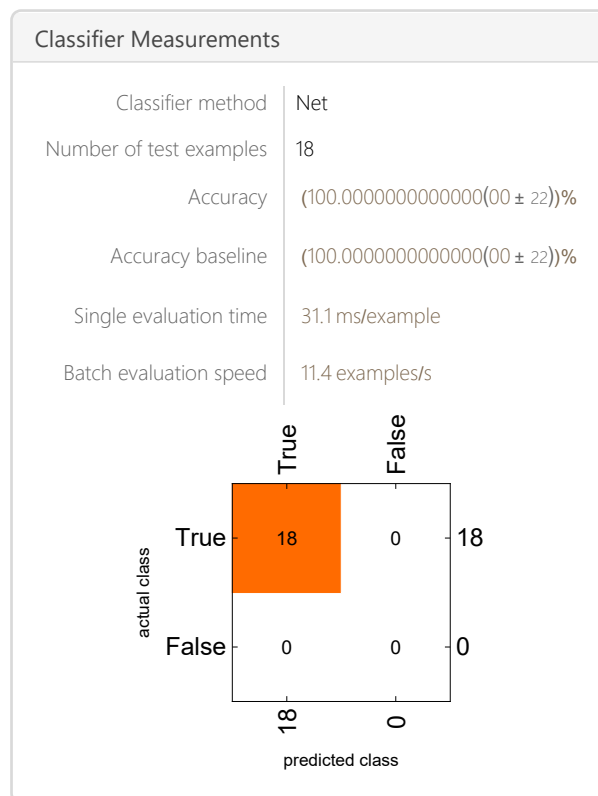 Classifier Measurements
Classifier method Net
Number of test examples 18
Accuracy (100.0000000000000(00 ± 22))%
Accuracy baseline (100.0000000000000(00 ± 22))%
Single evaluation time 31.1 ms/example
Batch evaluation speed 11.4 examples/s
True False
True 18 0 18
actual class
False 0 0 0
18 0
predicted class